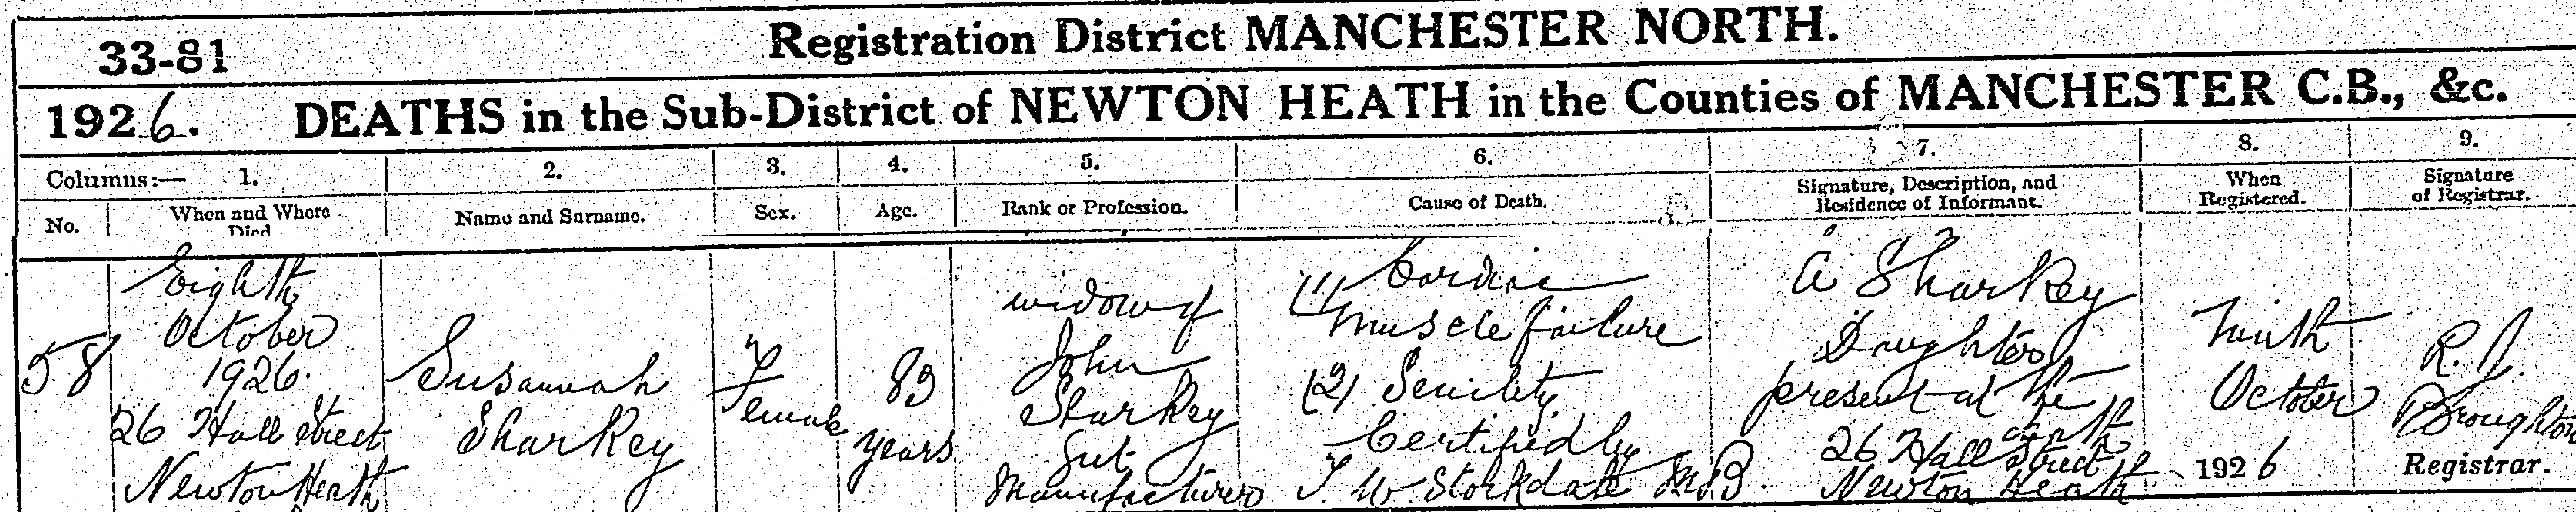 33-81
Registration District MANCHESTER NORTH.
1926. DEATHS in the Sub-District of NEWTON HEATH in the Counties of MANCHESTER C.B., &c.
Columns:— 1. 2. 3. 4. 5. 6. 7. 8. 9.
No. When and Where Died Name and Surname. Sex. Age. Rank or Profession. Cause of Death. Signature, Description, and Residence of Informant. When Registered. Signature of Registrar.
58
Eighth
October
1926.
26 Hall Street
Newton Heath
Susannah
Sharkey
Female
83
years
widow of
John
Sharkey
Gut
Manufacturer
(1) Cardiac
muscle failure
(2) Senility
Certified by
T. W. Stockdale M.B.
A Sharkey
Daughter
present at the
death
26 Hall Street
Newton Heath
Ninth
October
1926
R. J.
Broughton
Registrar.